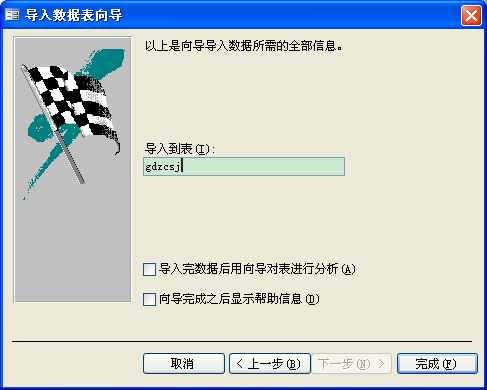 导入数据表向导
以上是向导导入数据所需的全部信息。
导入到表(I):
gdzcsj
导入完数据后用向导对表进行分析(A)
向导完成之后显示帮助信息(D)
取消 < 上一步(B) 下一步(N) > 完成(F)